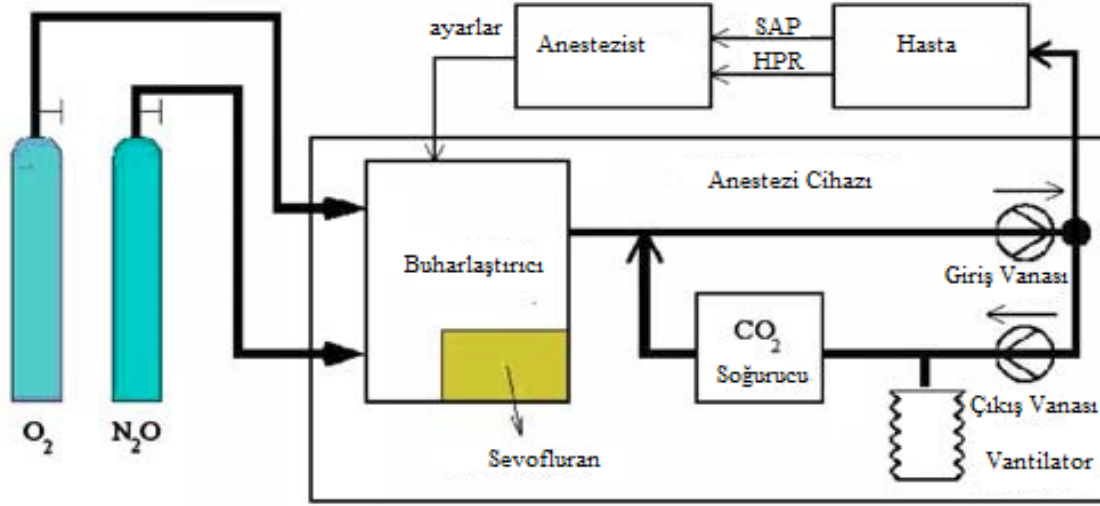 ayarlar
Anestezist
SAP
HPR
Hasta
Anestezi Cihazı
Buharlaştırıcı
Giriş Vanası
CO₂
Soğurucu
Çıkış Vanası
Vantilator
Sevofluran
O₂
N₂O